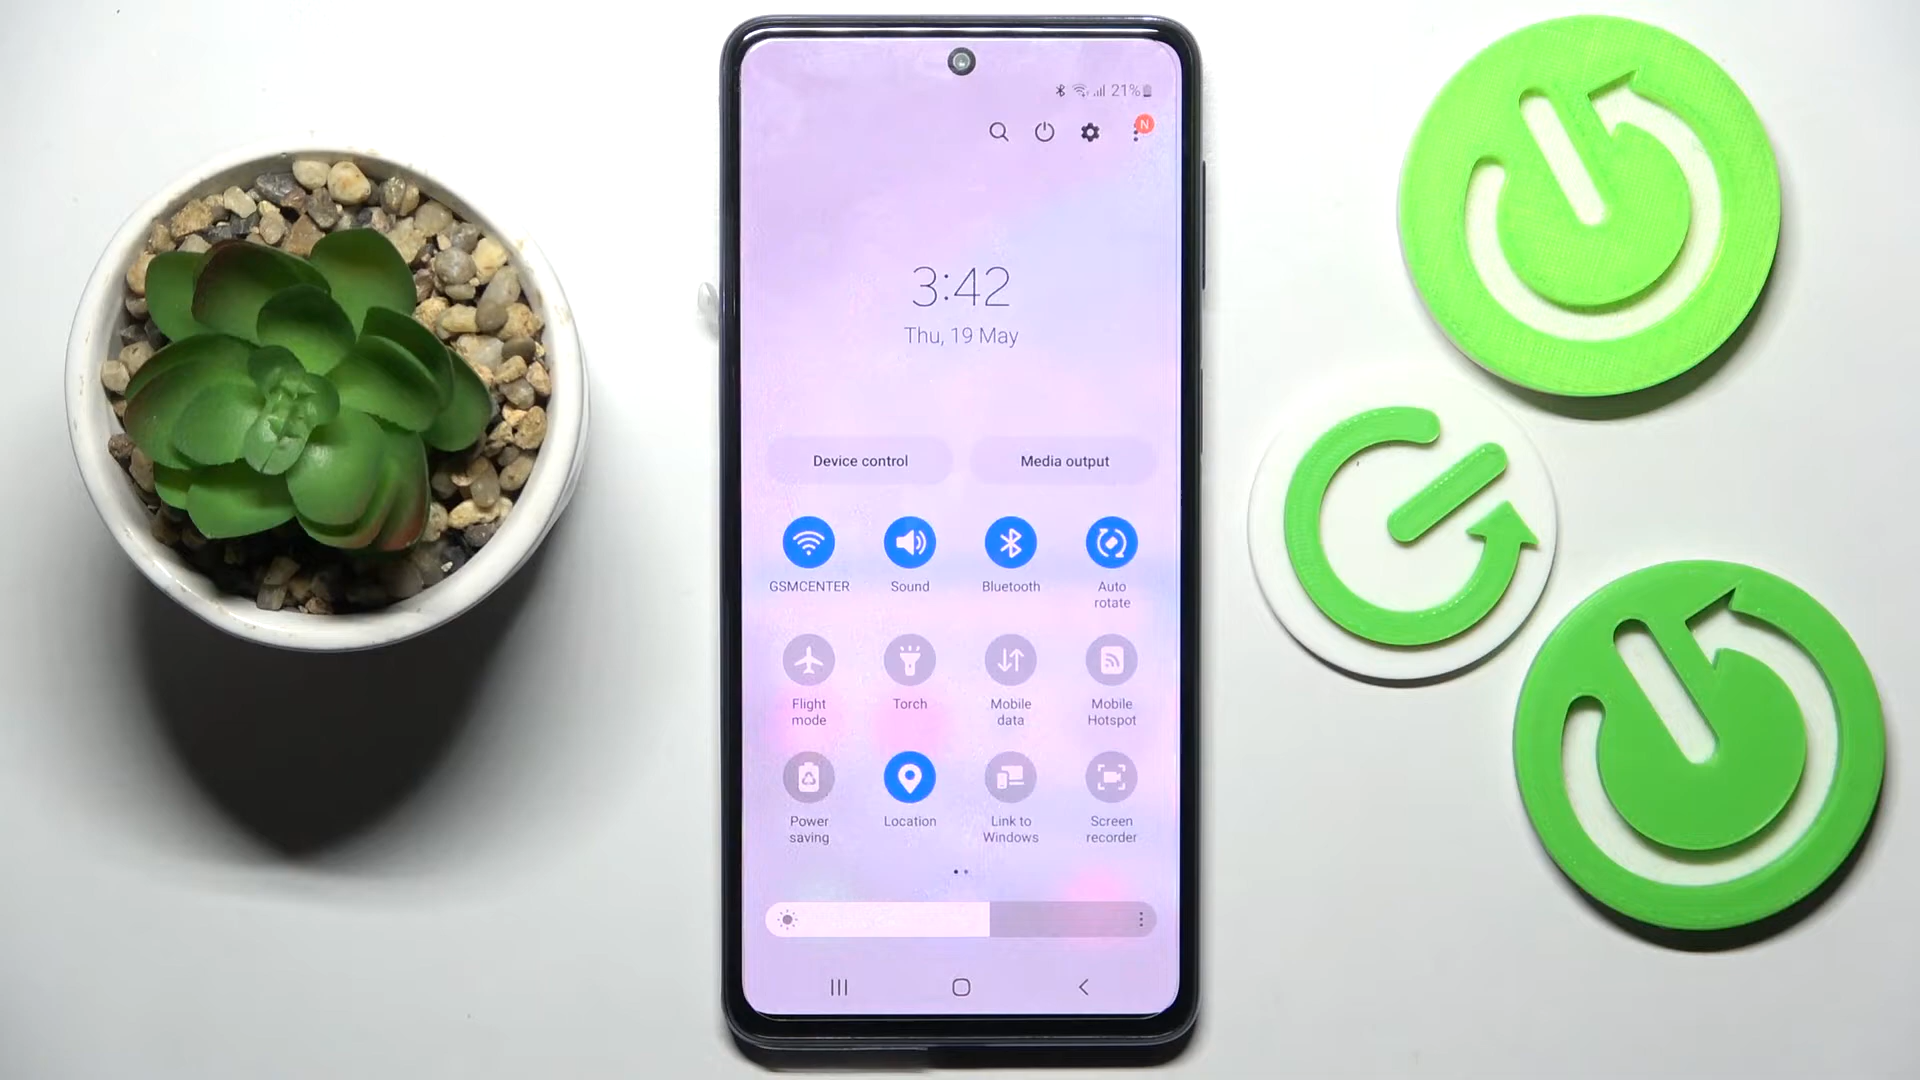 21%
N
3:42
Thu, 19 May
Device control
Media output
GSMCENTER
Sound
Bluetooth
Auto
rotate
Flight
mode
Torch
Mobile
data
Mobile
Hotspot
Power
saving
Location
Link to
Windows
Screen
recorder